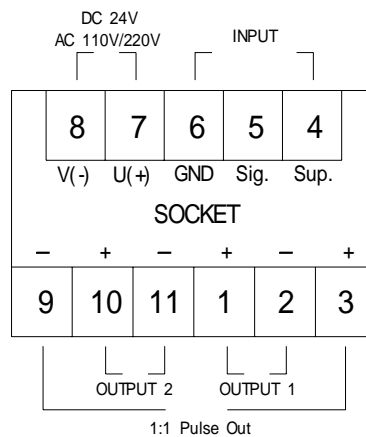 DC 24V
AC 110V/220V
INPUT
8 7 6 5 4
V(-) U(+) GND Sig. Sup.
SOCKET
− + − + − +
9 10 11 1 2 3
OUTPUT 2 OUTPUT 1
1:1 Pulse Out